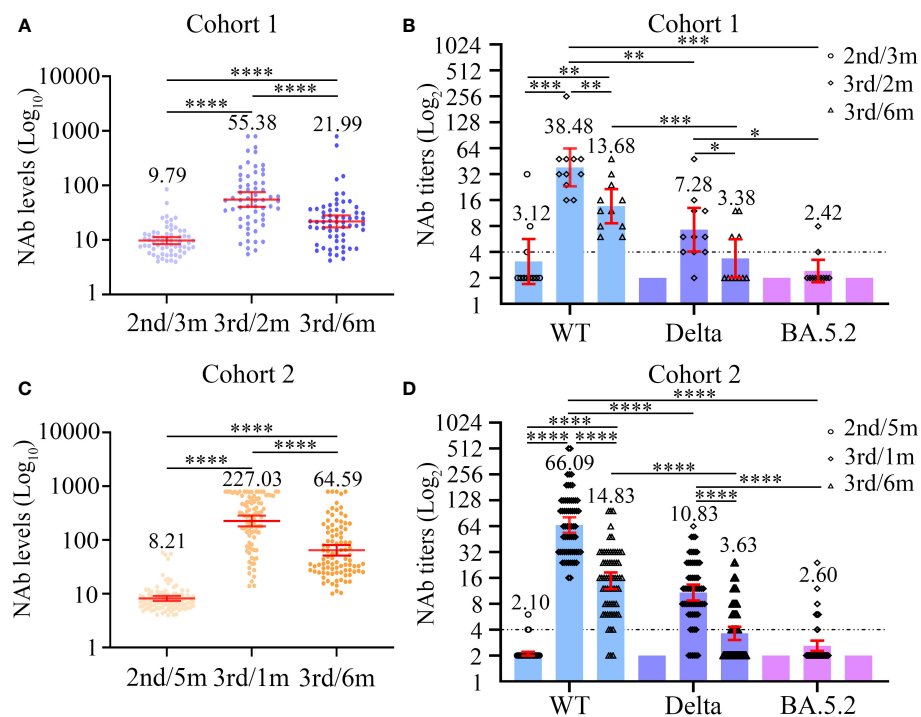 A
Cohort 1
NAb levels (Log10)
10000
1000
100
10
1
****
****
****
9.79
55.38
21.99
2nd/3m
3rd/2m
3rd/6m
B
Cohort 1
NAb titers (Log2)
1024
512
256
128
64
32
16
8
4
2
1
***
**
**
***
**
***
*
*
3.12
38.48
13.68
7.28
3.38
2.42
2nd/3m
3rd/2m
3rd/6m
WT
Delta
BA.5.2
C
Cohort 2
NAb levels (Log10)
10000
1000
100
10
1
****
****
****
8.21
227.03
64.59
2nd/5m
3rd/1m
3rd/6m
D
Cohort 2
NAb titers (Log2)
1024
512
256
128
64
32
16
8
4
2
1
****
****
****
****
****
****
****
****
2.10
66.09
14.83
10.83
3.63
2.60
2nd/5m
3rd/1m
3rd/6m
WT
Delta
BA.5.2